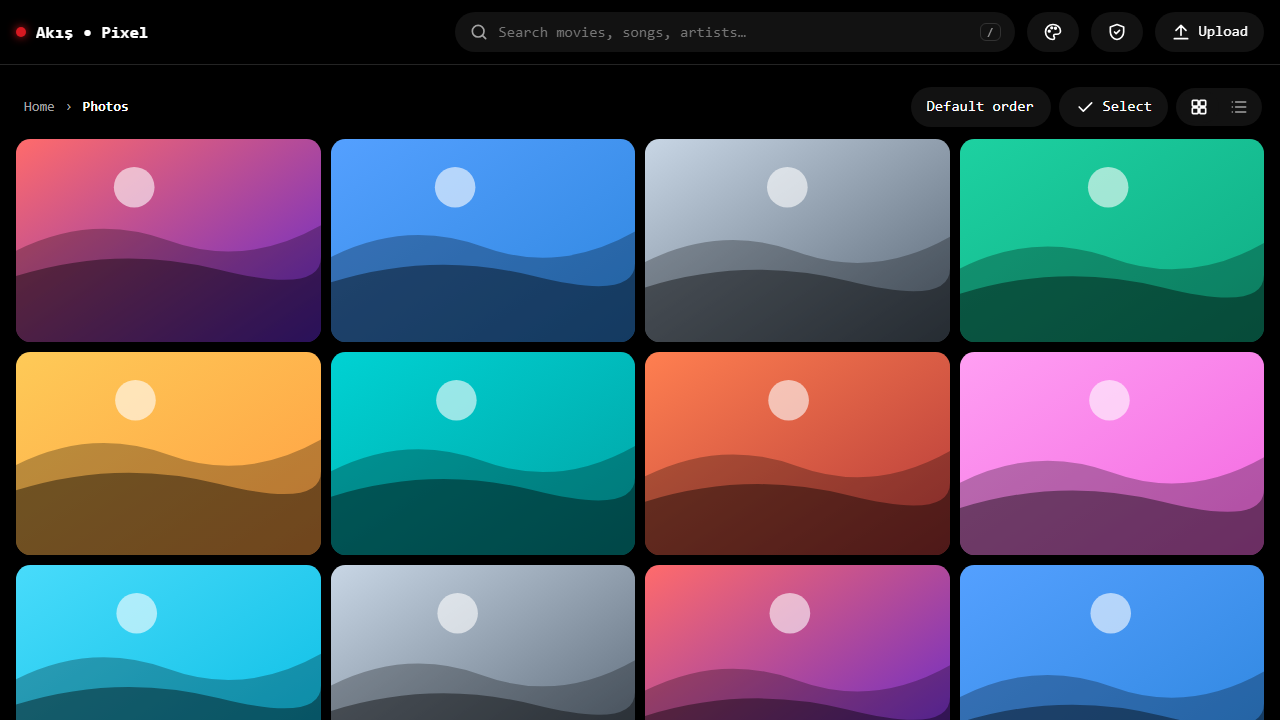 Akış • Pixel
Search movies, songs, artists…
/
Upload
Home › Photos
Default order
Select